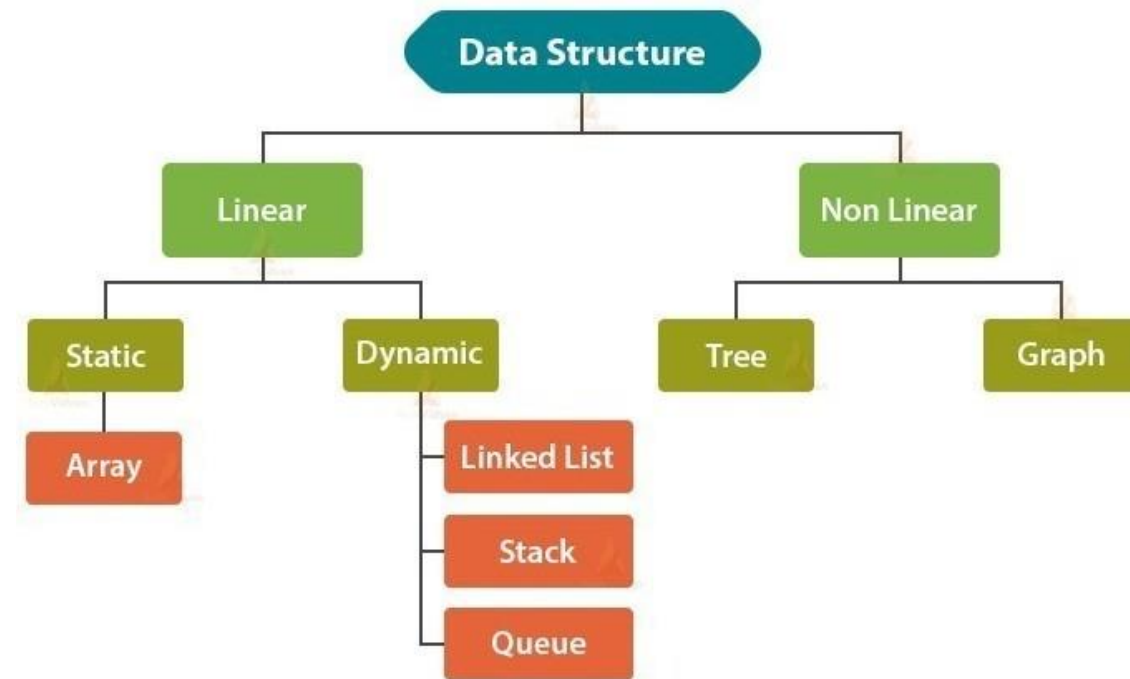 Data Structure
Linear
Non Linear
Static
Dynamic
Tree
Graph
Array
Linked List
Stack
Queue